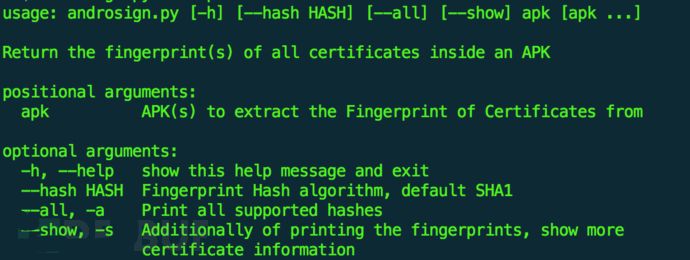 usage: androsign.py [-h] [--hash HASH] [--all] [--show] apk [apk ...]
Return the fingerprint(s) of all certificates inside an APK
positional arguments:
apk APK(s) to extract the Fingerprint of Certificates from
optional arguments:
-h, --help show this help message and exit
--hash HASH Fingerprint Hash algorithm, default SHA1
--all, -a Print all supported hashes
--show, -s Additionally of printing the fingerprints, show more
certificate information